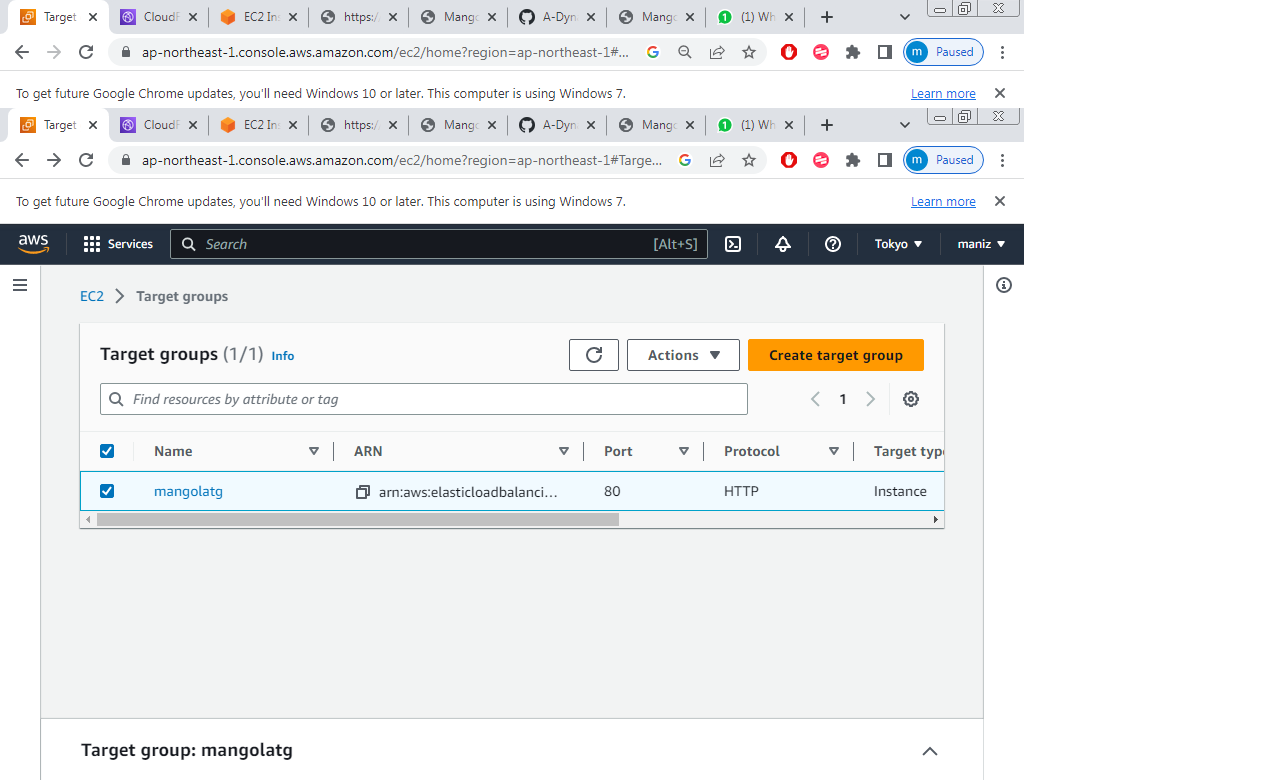 Target CloudF EC2 Ins https:/ Mango A-Dyn Mango (1) Wh
ap-northeast-1.console.aws.amazon.com/ec2/home?region=ap-northeast-1#... m Paused
To get future Google Chrome updates, you'll need Windows 10 or later. This computer is using Windows 7. Learn more
Target CloudF EC2 Ins https:/ Mango A-Dyn Mango (1) Wh
ap-northeast-1.console.aws.amazon.com/ec2/home?region=ap-northeast-1#Targe... m Paused
To get future Google Chrome updates, you'll need Windows 10 or later. This computer is using Windows 7. Learn more
aws Services Search [Alt+S] Tokyo maniz
EC2 Target groups
Target groups (1/1) Info Actions Create target group
Find resources by attribute or tag 1
Name ARN Port Protocol Target type
mangolatg arn:aws:elasticloadbalanci... 80 HTTP Instance
Target group: mangolatg